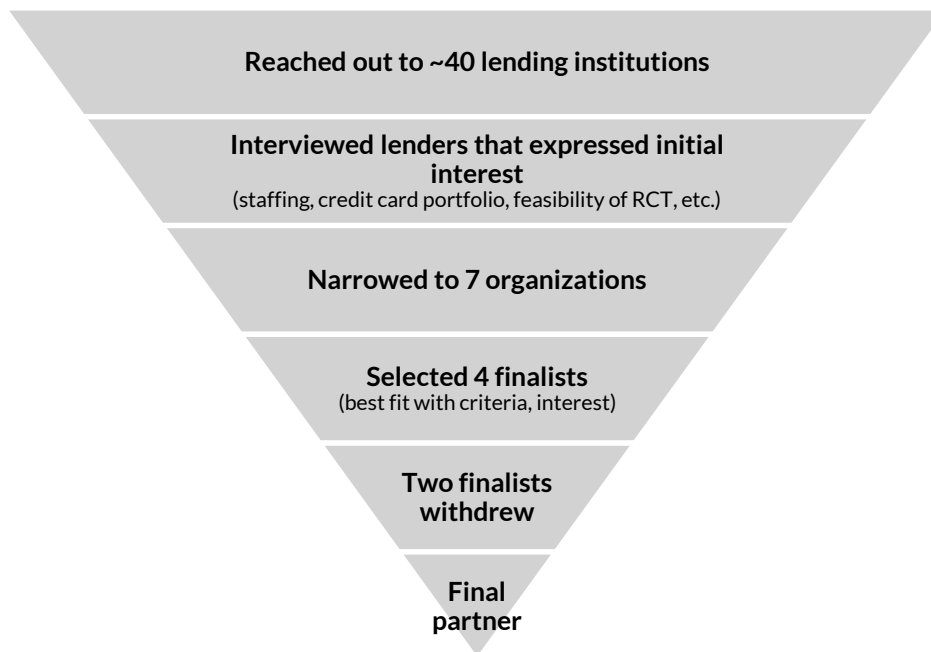 Reached out to ~40 lending institutions
Interviewed lenders that expressed initial
interest
(staffing, credit card portfolio, feasibility of RCT, etc.)
Narrowed to 7 organizations
Selected 4 finalists
(best fit with criteria, interest)
Two finalists
withdrew
Final
partner